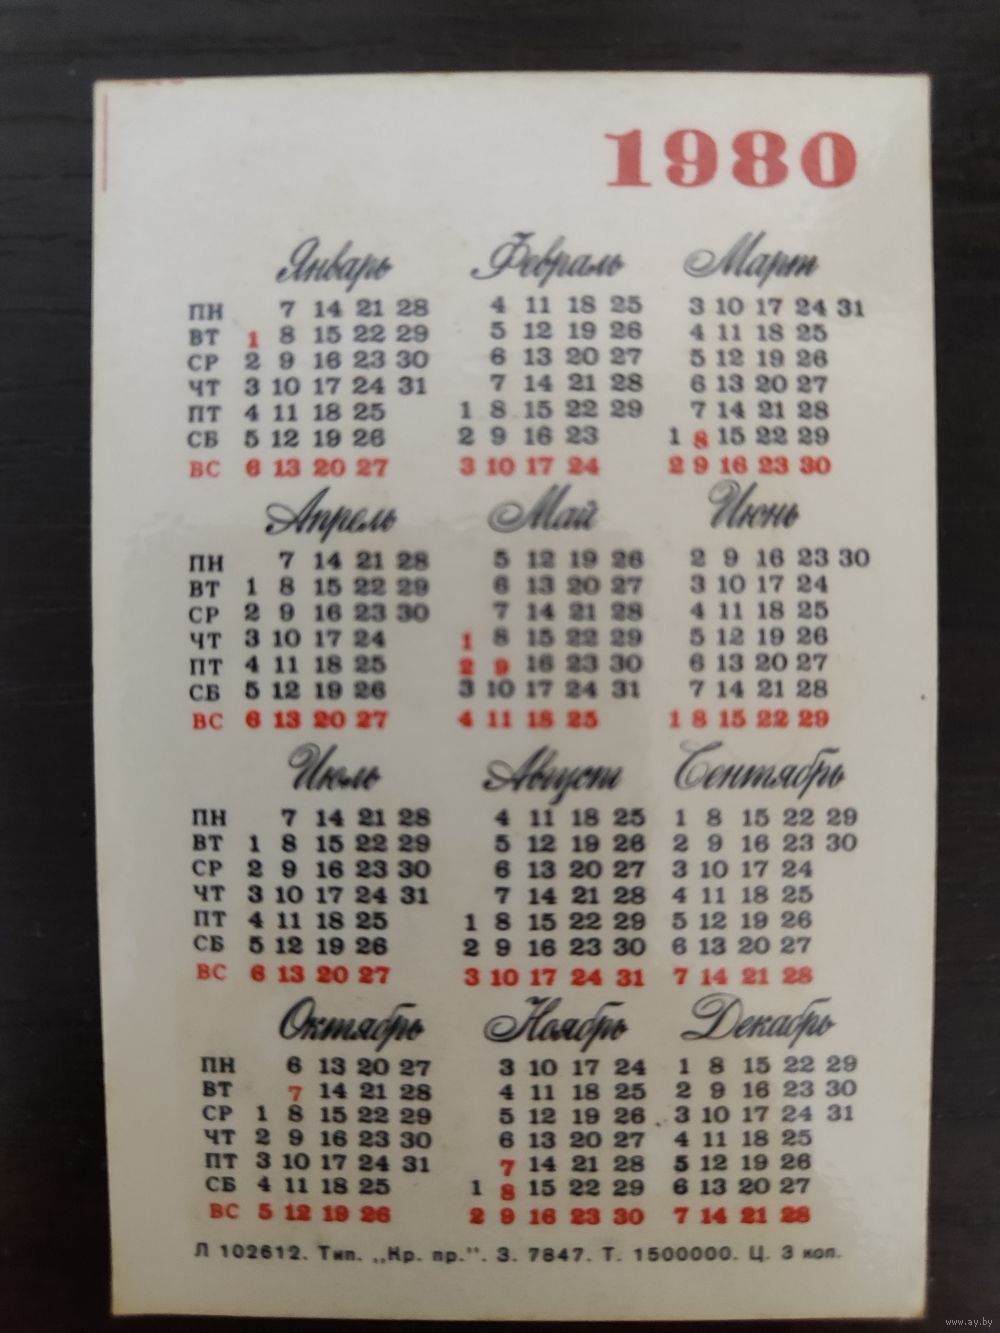 1980
Январь Февраль Март
ПН 7 14 21 28 4 11 18 25 3 10 17 24 31
ВТ 1 8 15 22 29 5 12 19 26 4 11 18 25
СР 2 9 16 23 30 6 13 20 27 5 12 19 26
ЧТ 3 10 17 24 31 7 14 21 28 6 13 20 27
ПТ 4 11 18 25 1 8 15 22 29 7 14 21 28
СБ 5 12 19 26 2 9 16 23 1 8 15 22 29
ВС 6 13 20 27 3 10 17 24 2 9 16 23 30
Апрель Май Июнь
ПН 7 14 21 28 5 12 19 26 2 9 16 23 30
ВТ 1 8 15 22 29 6 13 20 27 3 10 17 24
СР 2 9 16 23 30 7 14 21 28 4 11 18 25
ЧТ 3 10 17 24 1 8 15 22 29 5 12 19 26
ПТ 4 11 18 25 2 9 16 23 30 6 13 20 27
СБ 5 12 19 26 3 10 17 24 31 7 14 21 28
ВС 6 13 20 27 4 11 18 25 1 8 15 22 29
Июль Август Сентябрь
ПН 7 14 21 28 4 11 18 25 1 8 15 22 29
ВТ 1 8 15 22 29 5 12 19 26 2 9 16 23 30
СР 2 9 16 23 30 6 13 20 27 3 10 17 24
ЧТ 3 10 17 24 31 7 14 21 28 4 11 18 25
ПТ 4 11 18 25 1 8 15 22 29 5 12 19 26
СБ 5 12 19 26 2 9 16 23 30 6 13 20 27
ВС 6 13 20 27 3 10 17 24 31 7 14 21 28
Октябрь Ноябрь Декабрь
ПН 6 13 20 27 3 10 17 24 1 8 15 22 29
ВТ 7 14 21 28 4 11 18 25 2 9 16 23 30
СР 1 8 15 22 29 5 12 19 26 3 10 17 24 31
ЧТ 2 9 16 23 30 6 13 20 27 4 11 18 25
ПТ 3 10 17 24 31 7 14 21 28 5 12 19 26
СБ 4 11 18 25 1 8 15 22 29 6 13 20 27
ВС 5 12 19 26 2 9 16 23 30 7 14 21 28
Л 102612. Тип. „Кр. пр.". З. 7847. Т. 1500000. Ц. 3 коп.
www.ay.by